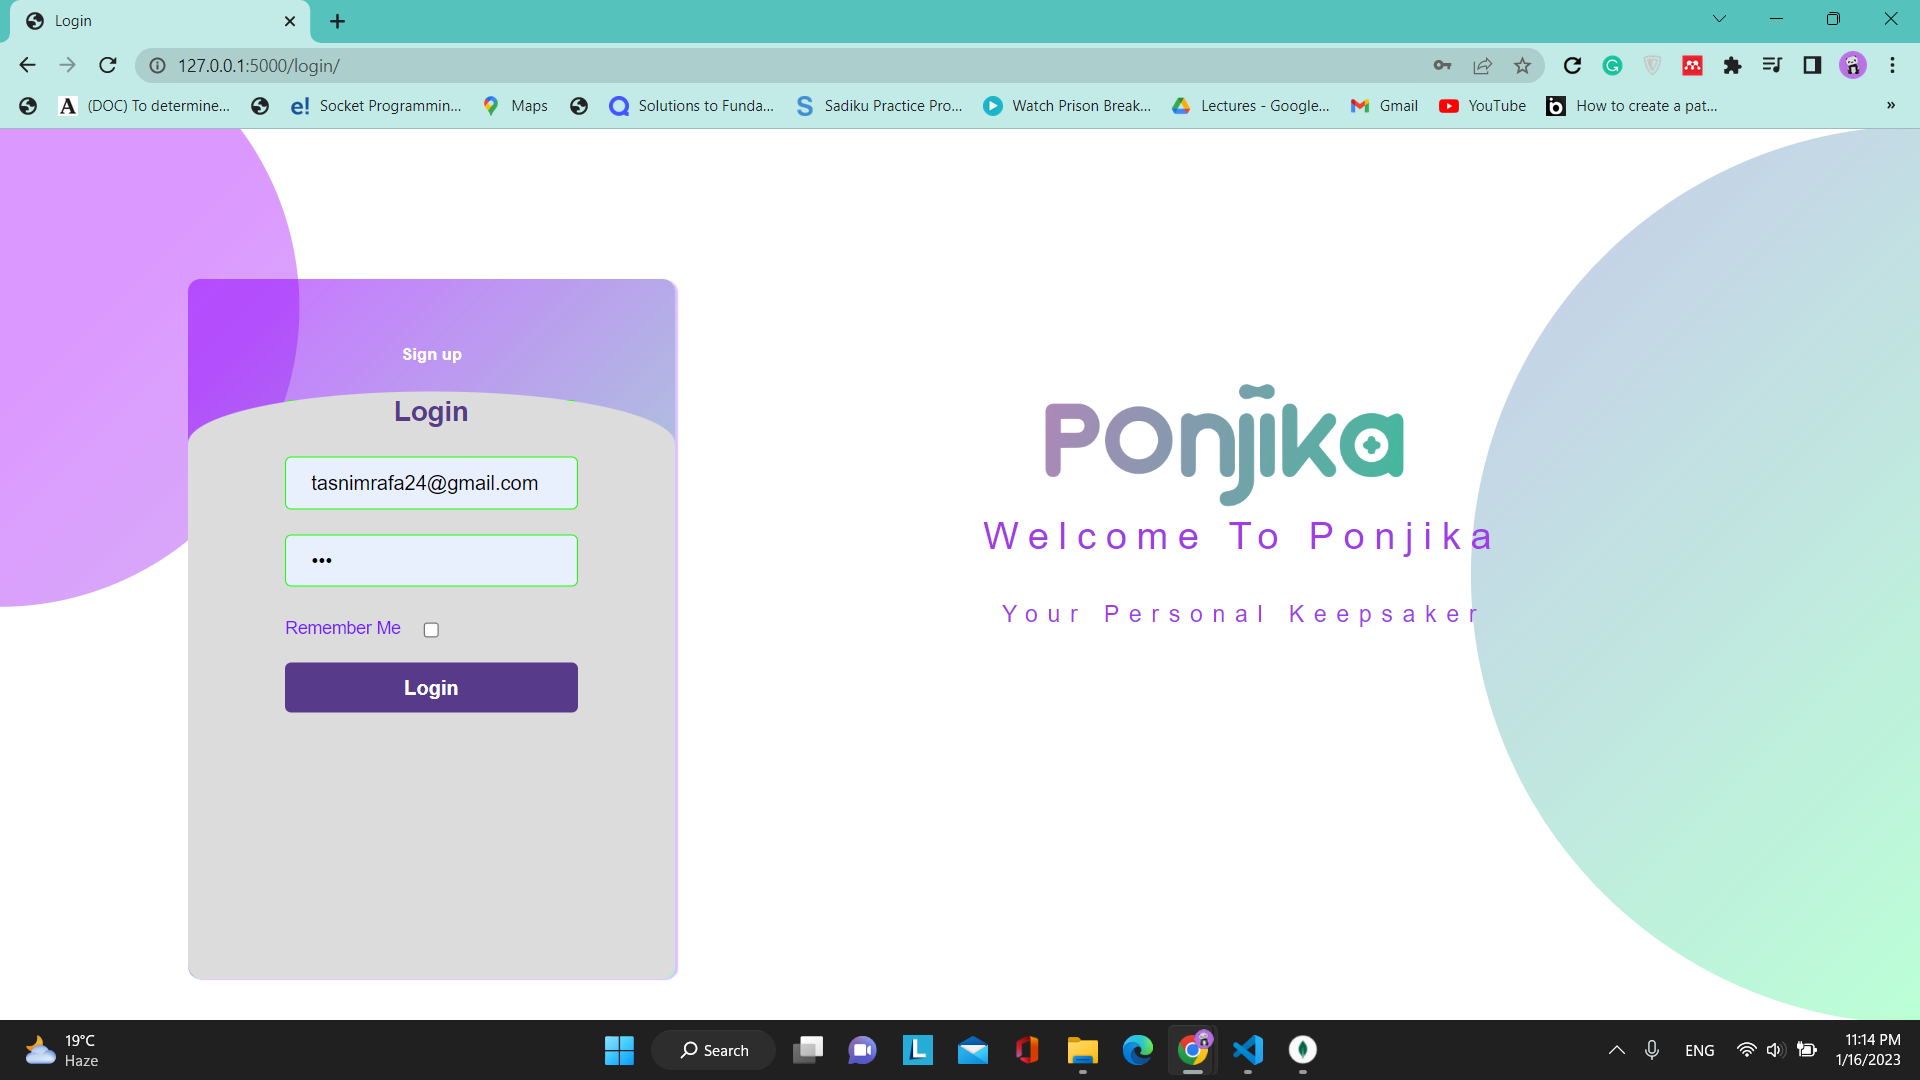 Login
127.0.0.1:5000/login/
(DOC) To determine...
Socket Programmin...
Maps
Solutions to Funda...
Sadiku Practice Pro...
Watch Prison Break...
Lectures - Google...
Gmail
YouTube
How to create a pat...
»
Sign up
Login
tasnimrafa24@gmail.com
•••
Remember Me
Login
Ponjika
Welcome To Ponjika
Your Personal Keepsaker
19°C
Haze
Search
ENG
11:14 PM
1/16/2023